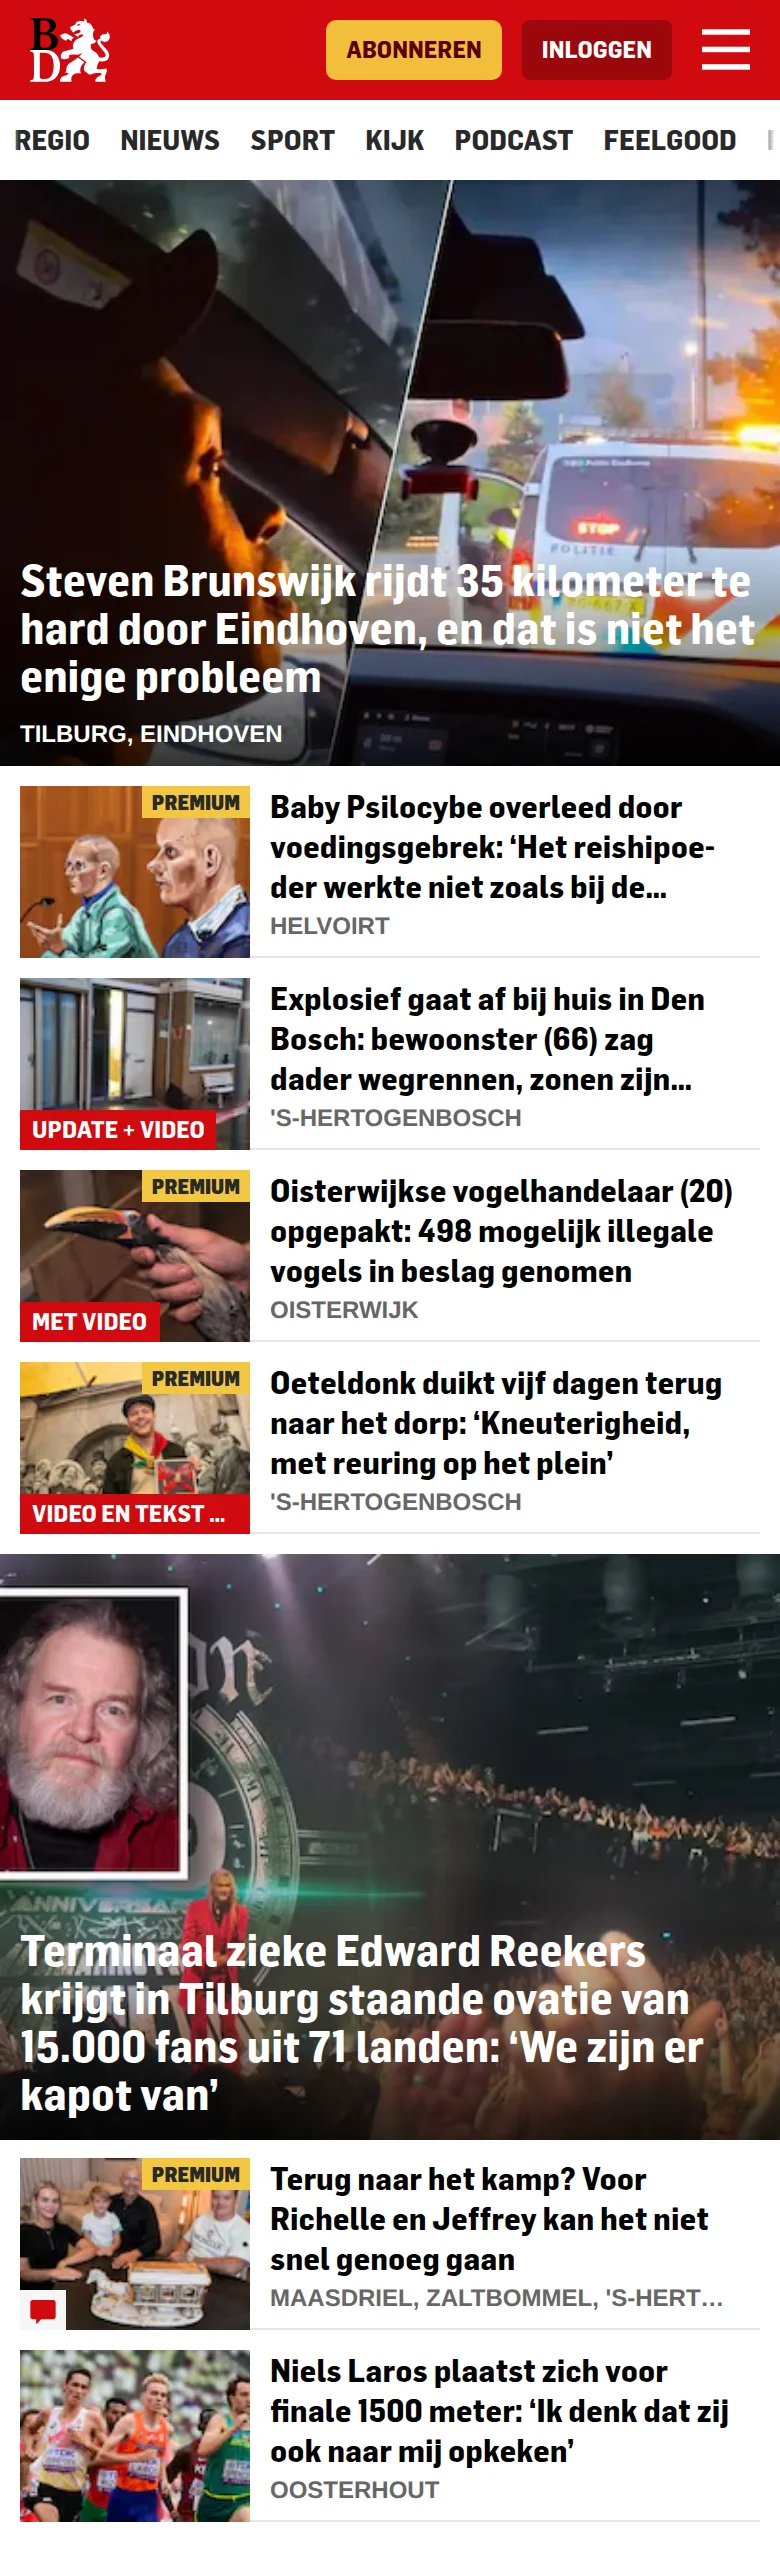 BD
ABONNEREN
INLOGGEN
REGIO NIEUWS SPORT KIJK PODCAST FEELGOOD
STOP
POLITIE
Steven Brunswijk rijdt 35 kilometer te
hard door Eindhoven, en dat is niet het
enige probleem
TILBURG, EINDHOVEN
PREMIUM
Baby Psilocybe overleed door
voedingsgebrek: ‘Het reishipoe-
der werkte niet zoals bij de...
HELVOIRT
UPDATE + VIDEO
Explosief gaat af bij huis in Den
Bosch: bewoonster (66) zag
dader wegrennen, zonen zijn...
'S-HERTOGENBOSCH
PREMIUM
MET VIDEO
Oisterwijkse vogelhandelaar (20)
opgepakt: 498 mogelijk illegale
vogels in beslag genomen
OISTERWIJK
PREMIUM
VIDEO EN TEKST ...
Oeteldonk duikt vijf dagen terug
naar het dorp: ‘Kneuterigheid,
met reuring op het plein’
'S-HERTOGENBOSCH
ANNIVERSARY
Terminaal zieke Edward Reekers
krijgt in Tilburg staande ovatie van
15.000 fans uit 71 landen: ‘We zijn er
kapot van’
PREMIUM
Terug naar het kamp? Voor
Richelle en Jeffrey kan het niet
snel genoeg gaan
MAASDRIEL, ZALTBOMMEL, 'S-HERT...
Niels Laros plaatst zich voor
finale 1500 meter: ‘Ik denk dat zij
ook naar mij opkeken’
OOSTERHOUT